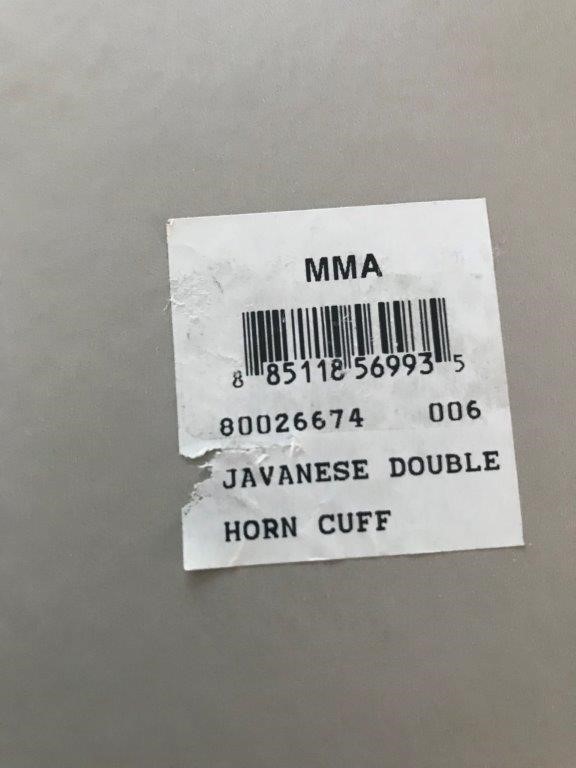 MMA
8 85118 56993 5
80026674 006
JAVANESE DOUBLE
HORN CUFF